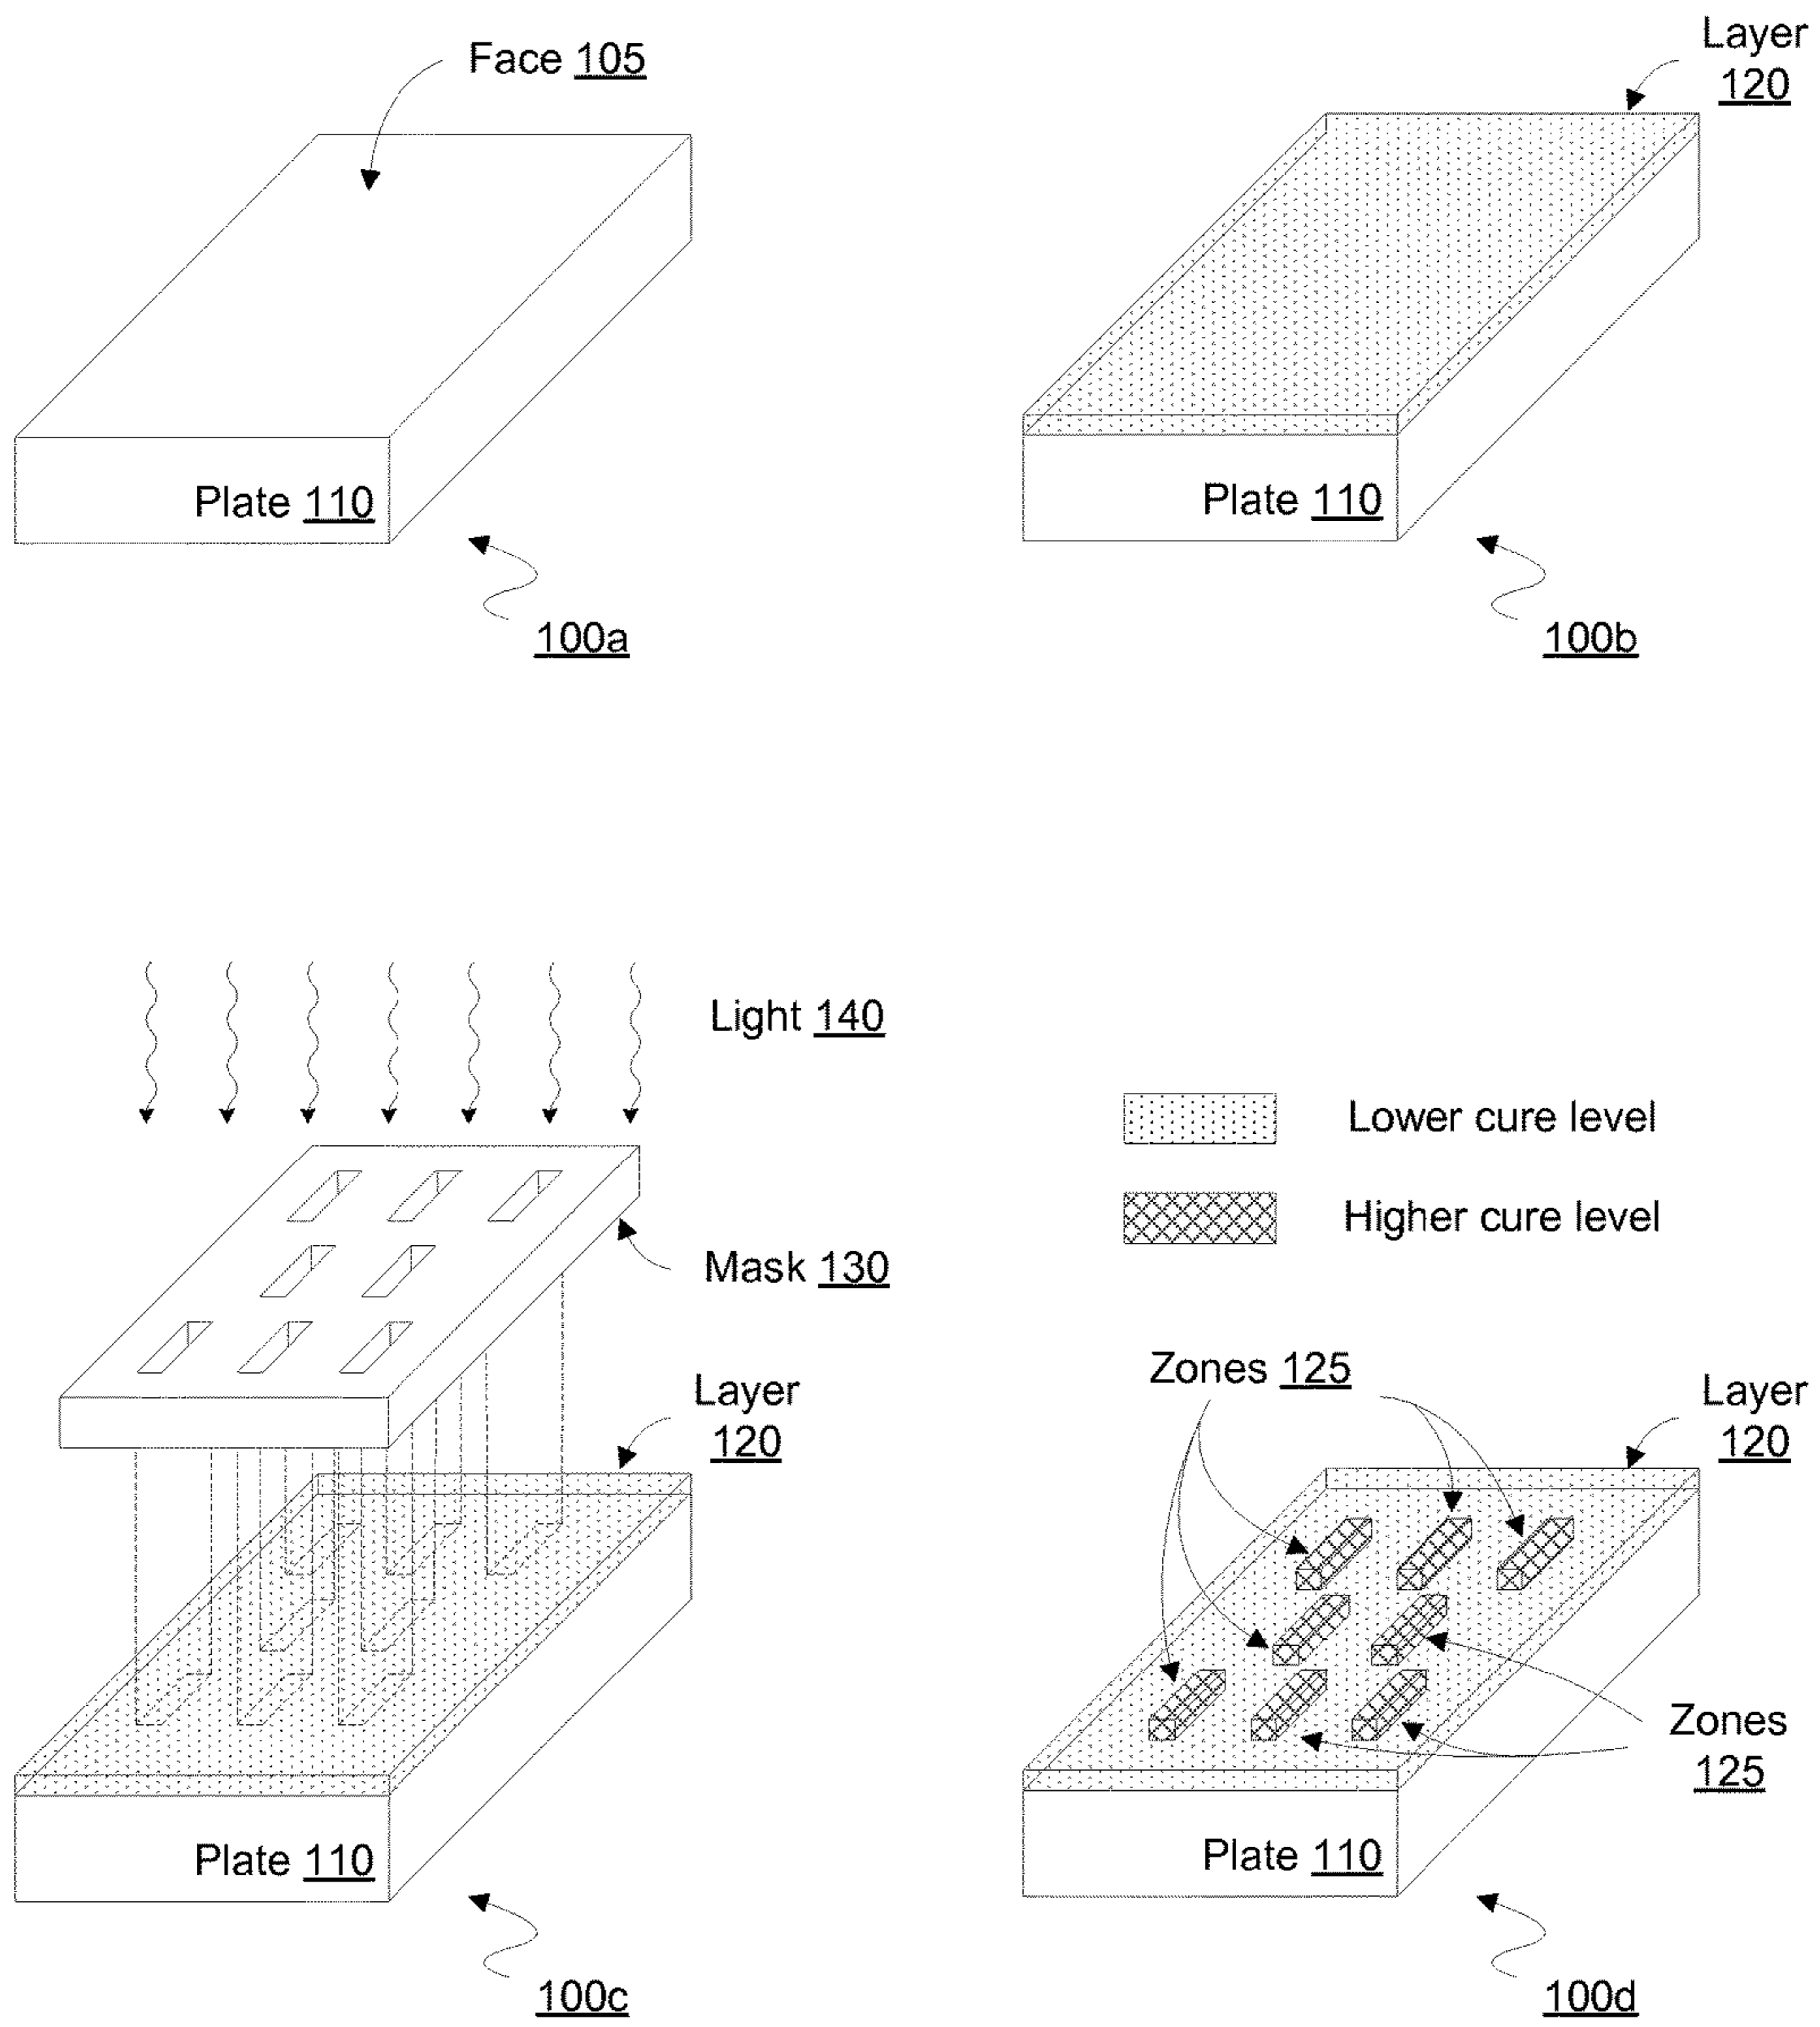 Face 105
Plate 110
100a
Layer
120
Plate 110
100b
Light 140
Mask 130
Layer
120
Plate 110
100c
Lower cure level
Higher cure level
Zones 125
Layer
120
Zones
125
Plate 110
100d